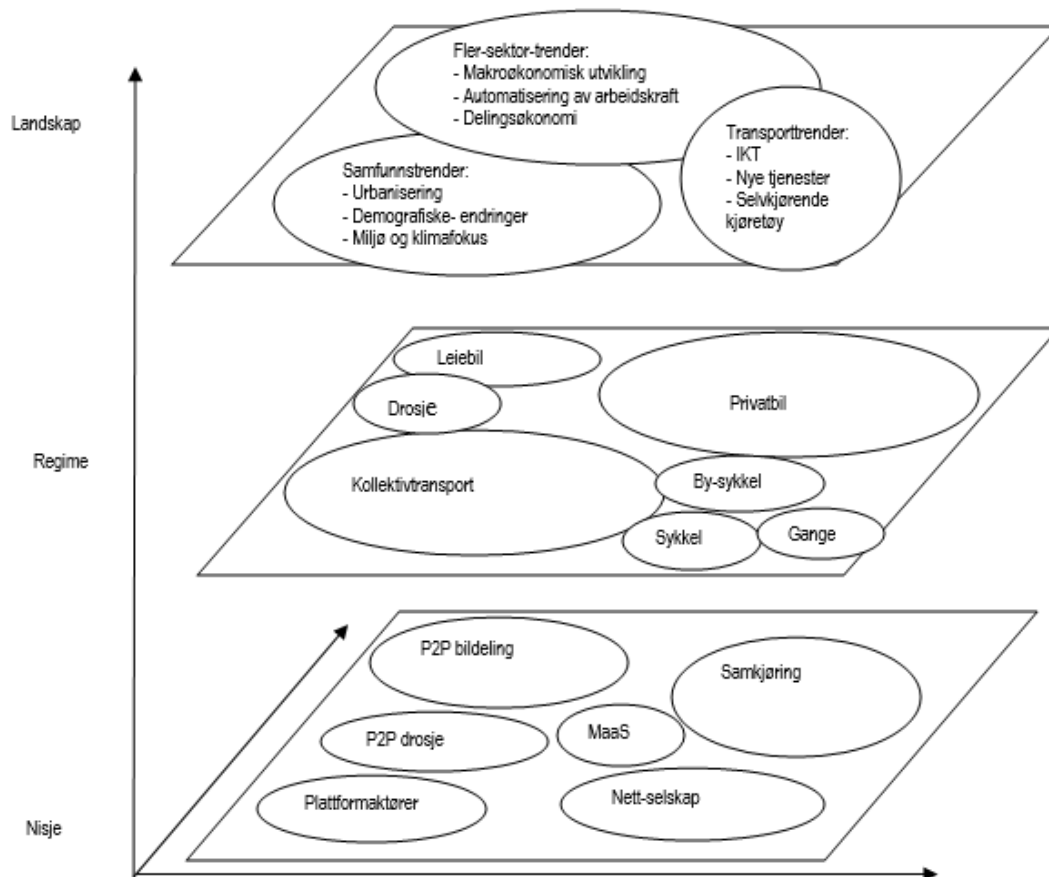 Fler-sektor-trender:
- Makroøkonomisk utvikling
- Automatisering av arbeidskraft
- Delingsøkonomi
Landskap
Transporttrender:
- IKT
- Nye tjenester
- Selvkjørende
kjøretøy
Samfunnstrender:
- Urbanisering
- Demografiske- endringer
- Miljø og klimafokus
Leiebil
Drosje
Privatbil
Regime
Kollektivtransport
By-sykkel
Sykkel
Gange
P2P bildeling
Samkjøring
P2P drosje
MaaS
Plattformaktører
Nett-selskap
Nisje